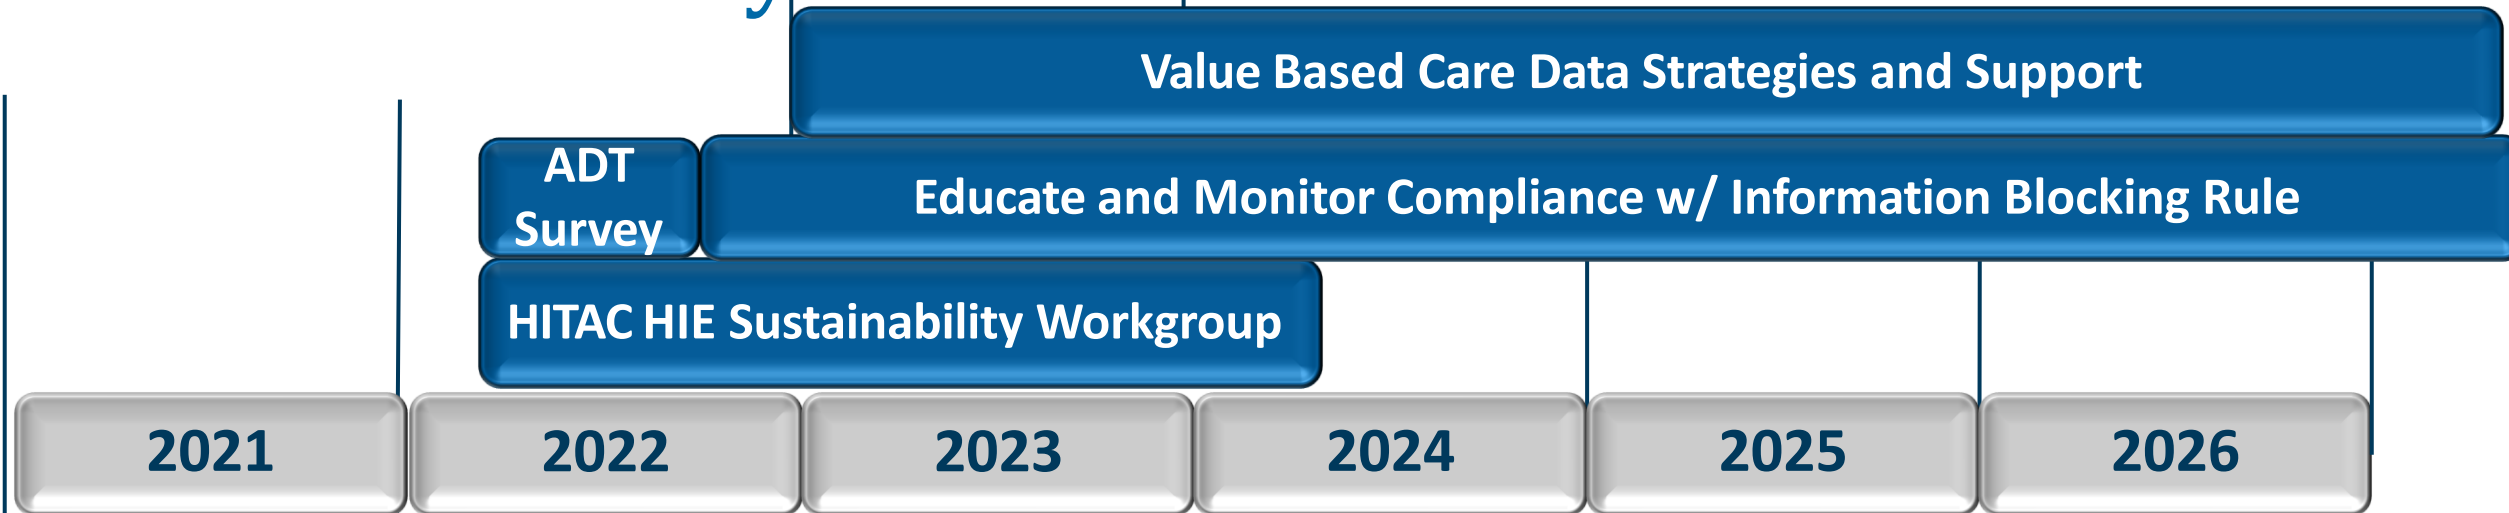 Value Based Care Data Strategies and Support
ADT
Survey
Educate and Monitor Compliance w/ Information Blocking Rule
HITAC HIE Sustainability Workgroup
2021
2022
2023
2024
2025
2026